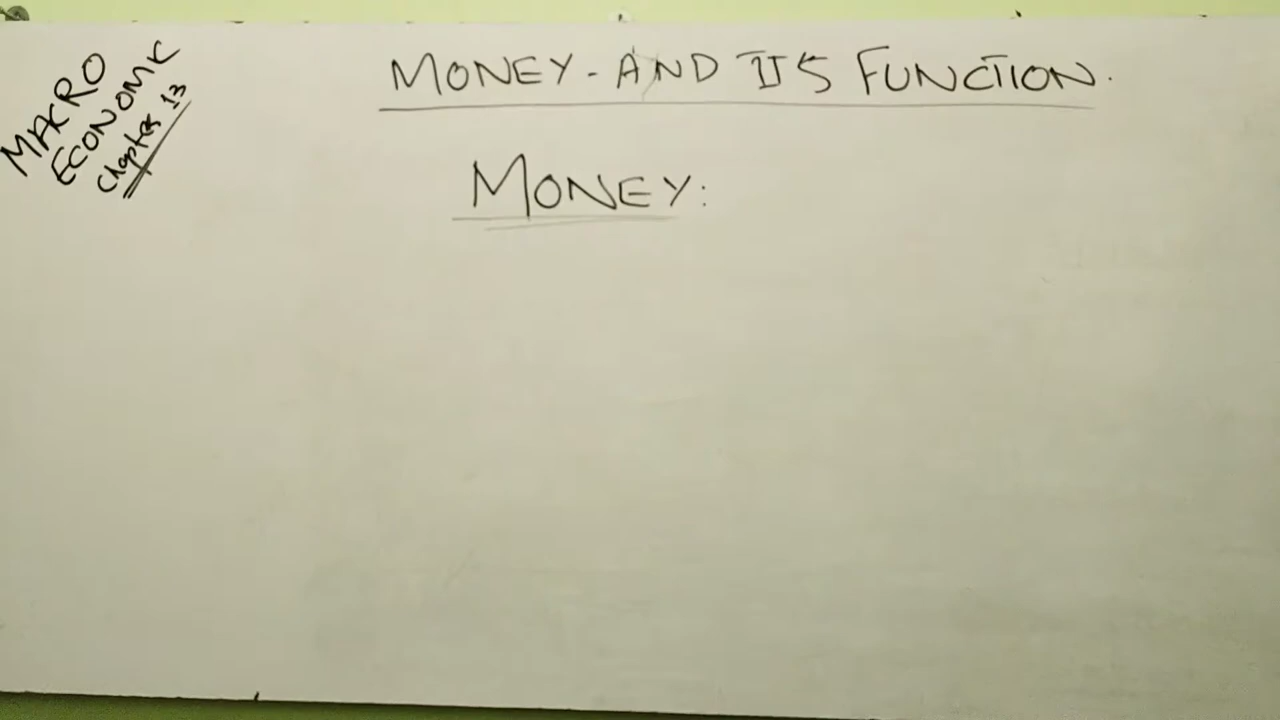 MACRO
ECONOMIC
Chapter 13
MONEY - AND ITS FUNCTION.
MONEY: